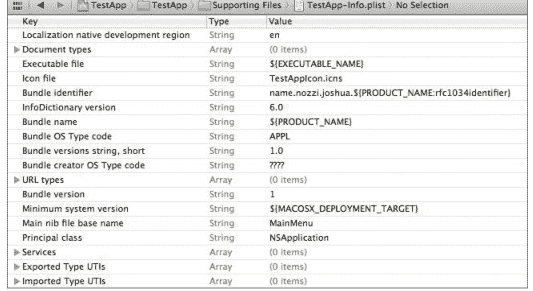 TestApp TestApp Supporting Files TestApp-Info.plist No Selection
Key Type Value
Localization native development region String en
Document types Array (0 items)
Executable file String ${EXECUTABLE_NAME}
Icon file String TestAppIcon.icns
Bundle identifier String name.nozzi.joshua.${PRODUCT_NAME:rfc1034identifier}
InfoDictionary version String 6.0
Bundle name String ${PRODUCT_NAME}
Bundle OS Type code String APPL
Bundle versions string, short String 1.0
Bundle creator OS Type code String ????
URL types Array (0 items)
Bundle version String 1
Minimum system version String ${MACOSX_DEPLOYMENT_TARGET}
Main nib file base name String MainMenu
Principal class String NSApplication
Services Array (0 items)
Exported Type UTIs Array (0 items)
Imported Type UTIs Array (0 items)